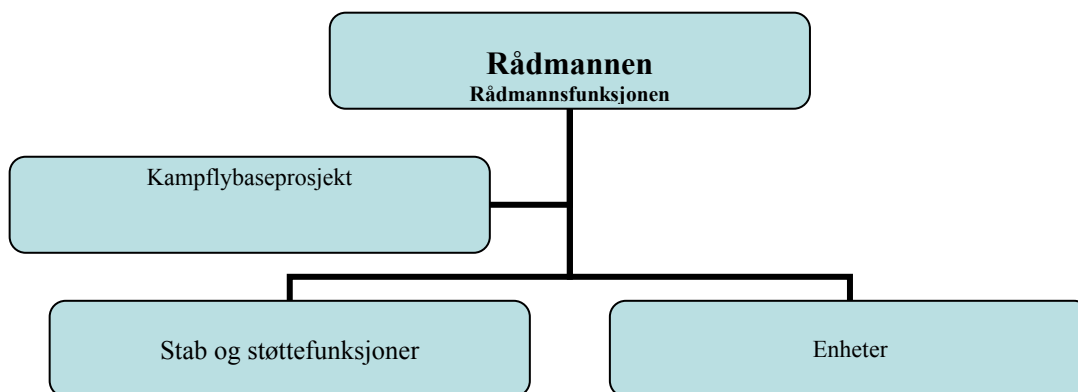 Rådmannen
Rådmannsfunksjonen
Kampflybaseprosjekt
Stab og støttefunksjoner
Enheter